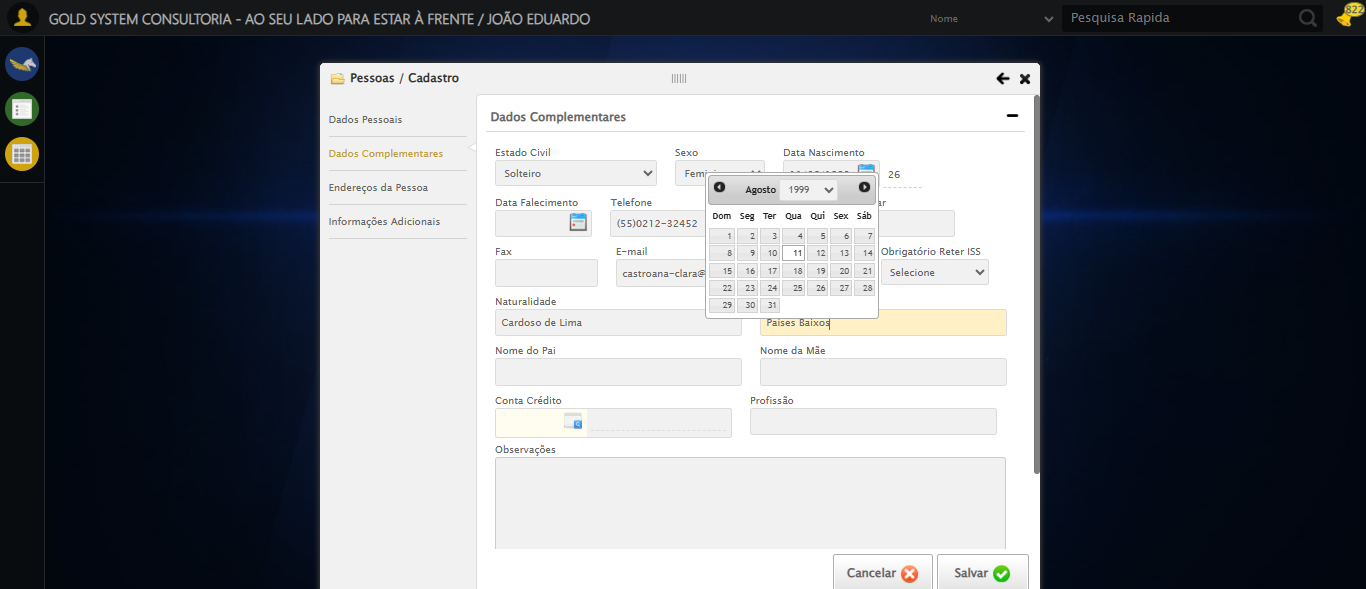 GOLD SYSTEM CONSULTORIA - AO SEU LADO PARA ESTAR À FRENTE / JOÃO EDUARDO
Nome
Pesquisa Rapida
822
Pessoas / Cadastro
Dados Pessoais
Dados Complementares
Endereços da Pessoa
Informações Adicionais
Dados Complementares
Estado Civil Sexo Data Nascimento
Solteiro 26
Data Falecimento Telefone
(55)0212-32452
Agosto 1999
Dom Seg Ter Qua Qui Sex Sáb
1 2 3 4 5 6 7
8 9 10 11 12 13 14
15 16 17 18 19 20 21
22 23 24 25 26 27 28
29 30 31
Fax E-mail Obrigatório Reter ISS
castroana-clara@ Selecione
Naturalidade
Cardoso de Lima Paises Baixos
Nome do Pai Nome da Mãe
Conta Crédito Profissão
Observações
Cancelar Salvar